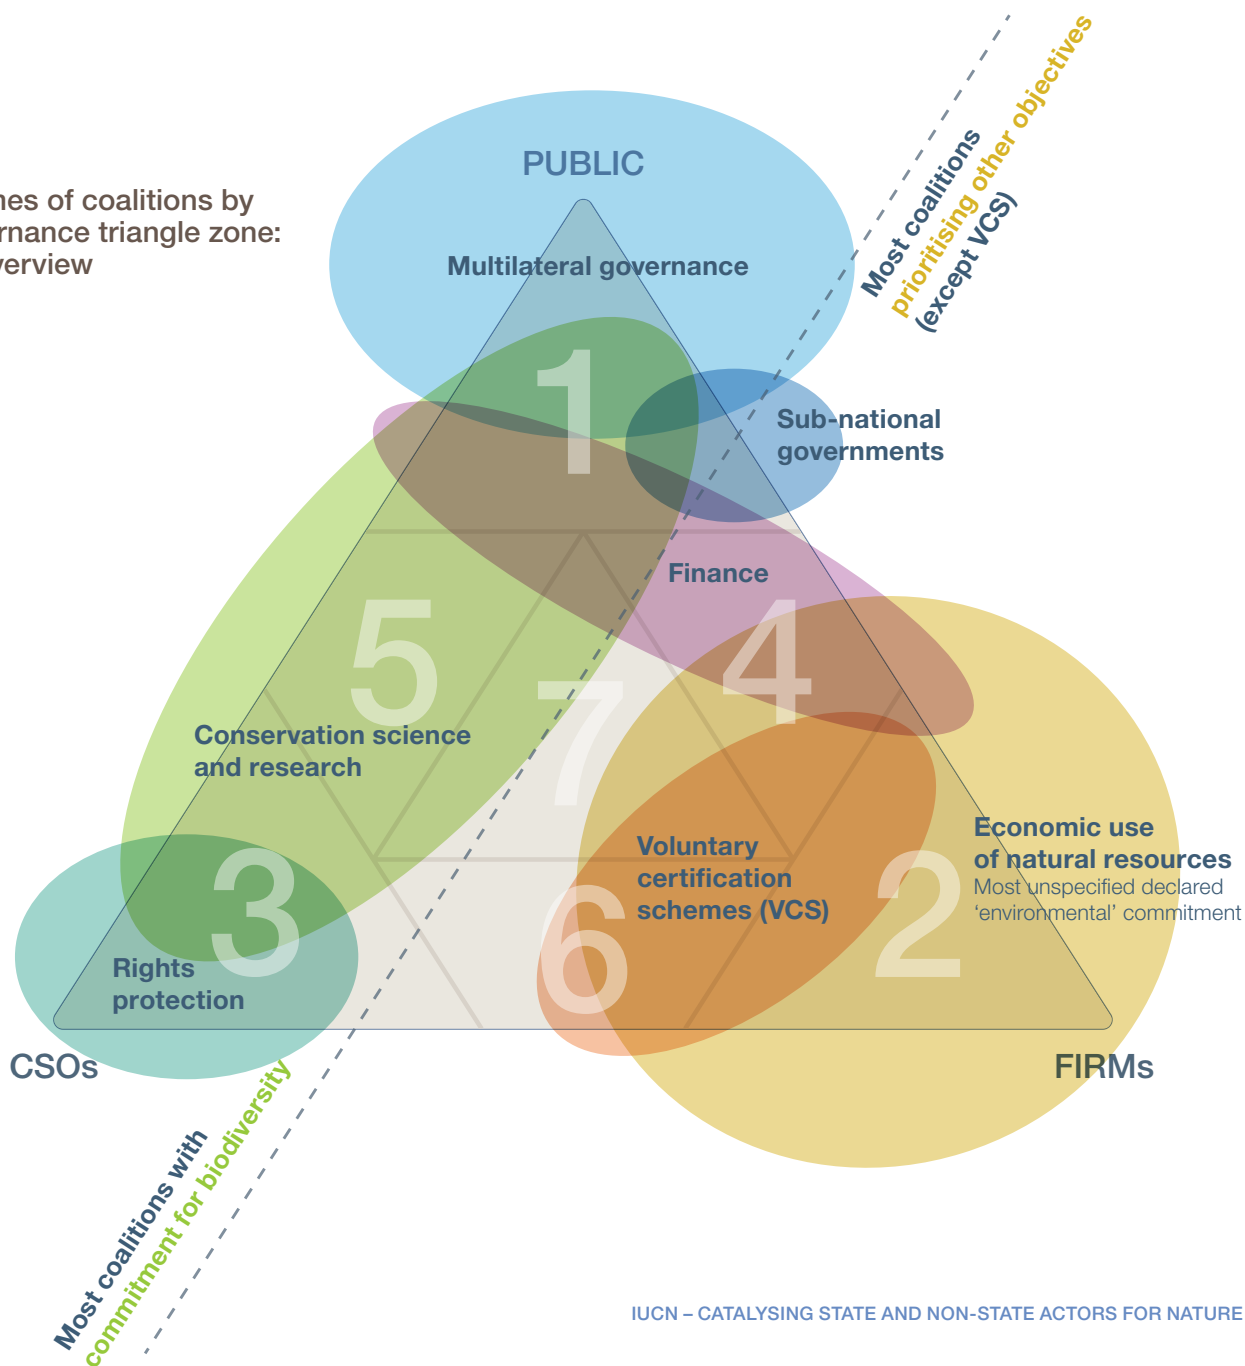 PUBLIC
nes of coalitions by
rnance triangle zone:
verview
Multilateral governance
Most coalitions
prioritising other objectives
(except VCS)
1
Sub-national
governments
Finance
5
4
7
Conservation science
and research
Voluntary
certification
schemes (VCS)
Economic use
of natural resources
Most unspecified declared
‘environmental’ commitment
3
6
2
Rights
protection
CSOs
FIRMs
Most coalitions with
commitment for biodiversity
IUCN – CATALYSING STATE AND NON-STATE ACTORS FOR NATURE